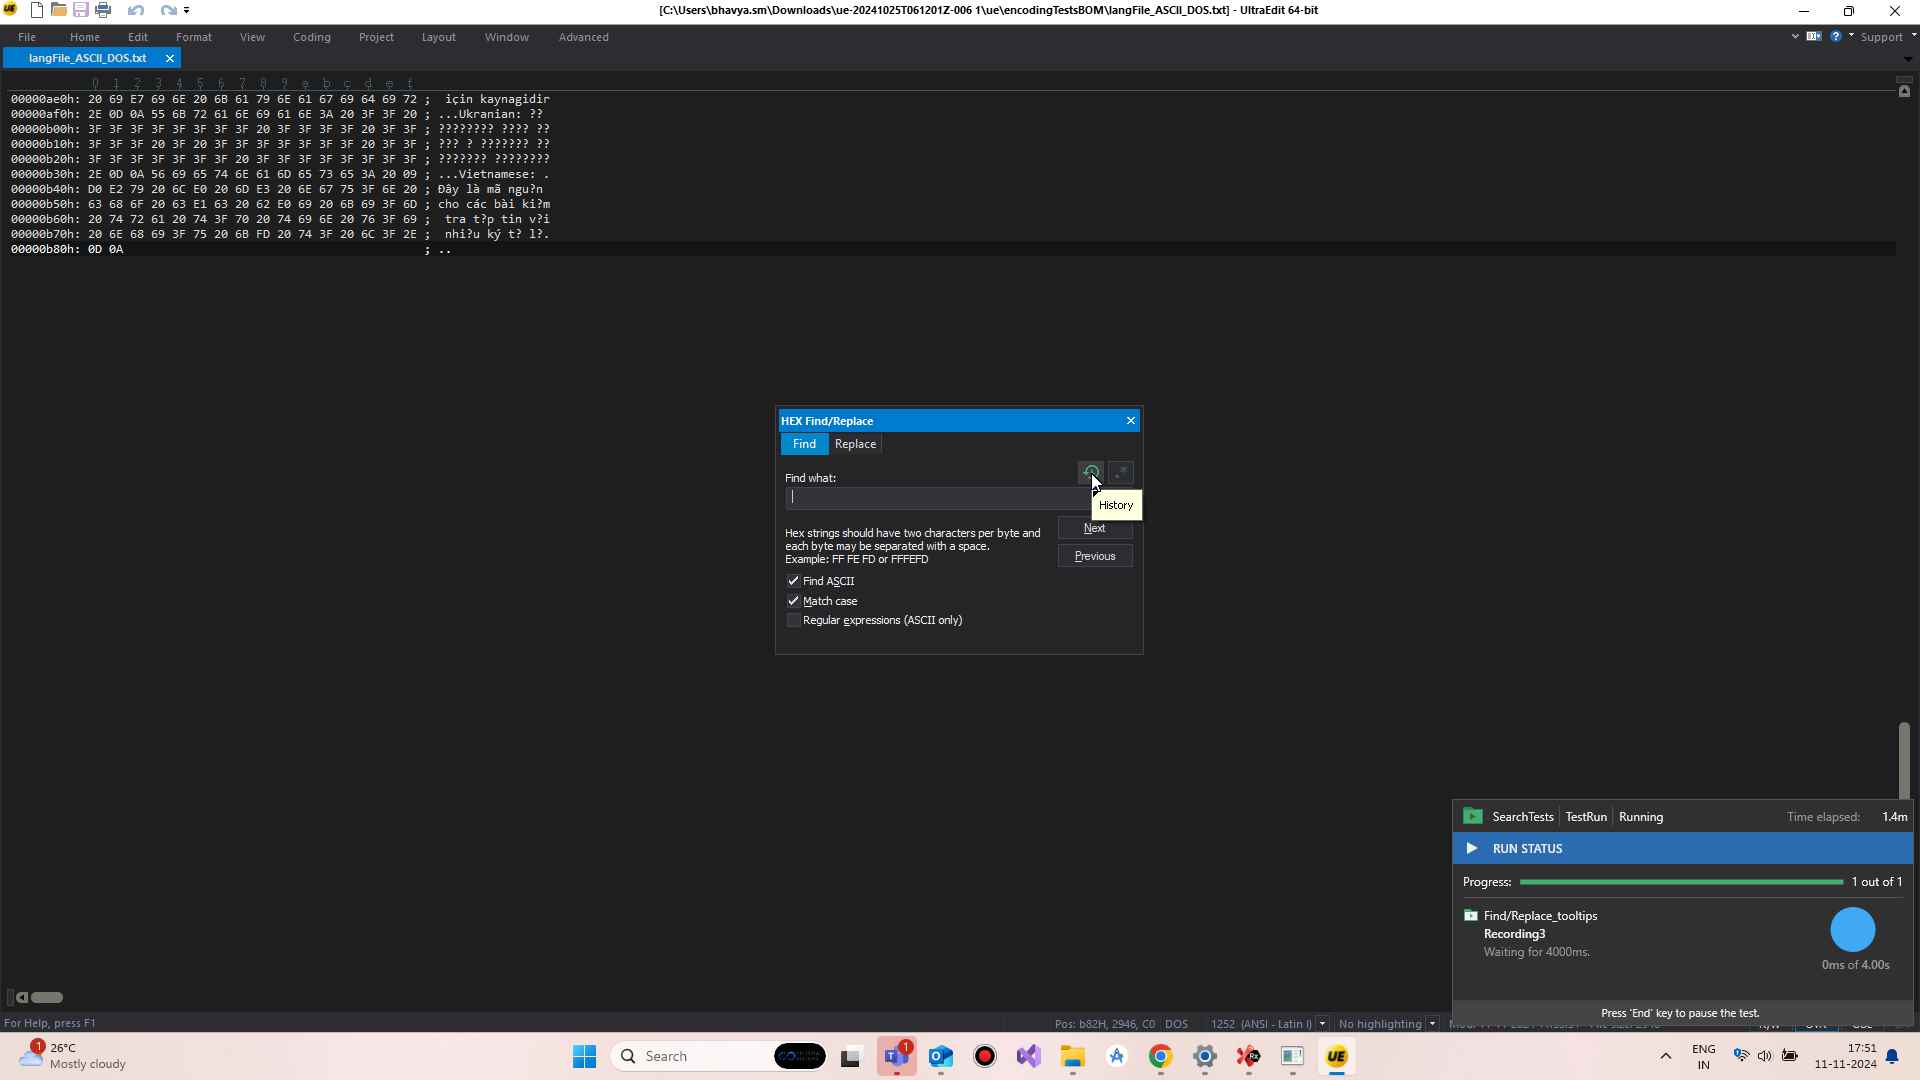 [C:\Users\bhavya.sm\Downloads\ue-20241025T061201Z-006 1\ue\encodingTestsBOM\langFile_ASCII_DOS.txt] - UltraEdit 64-bit
File Home Edit Format View Coding Project Layout Window Advanced Support
langFile_ASCII_DOS.txt
0 1 2 3 4 5 6 7 8 9 a b c d e f
00000ae0h: 20 69 E7 69 6E 20 6B 61 79 6E 61 67 69 64 69 72 ;  için kaynagidir
00000af0h: 2E 0D 0A 55 6B 72 61 6E 69 61 6E 3A 20 3F 3F 20 ; ...Ukranian: ??
00000b00h: 3F 3F 3F 3F 3F 3F 3F 3F 20 3F 3F 3F 3F 20 3F 3F ; ???????? ???? ??
00000b10h: 3F 3F 3F 20 3F 20 3F 3F 3F 3F 3F 3F 3F 20 3F 3F ; ??? ? ??????? ??
00000b20h: 3F 3F 3F 3F 3F 3F 3F 20 3F 3F 3F 3F 3F 3F 3F 3F ; ??????? ????????
00000b30h: 2E 0D 0A 56 69 65 74 6E 61 6D 65 73 65 3A 20 09 ; ...Vietnamese: .
00000b40h: D0 E2 79 20 6C E0 20 6D E3 20 6E 67 75 3F 6E 20 ; Ðây là mã ngu?n
00000b50h: 63 68 6F 20 63 E1 63 20 62 E0 69 20 6B 69 3F 6D ; cho các bài ki?m
00000b60h: 20 74 72 61 20 74 3F 70 20 74 69 6E 20 76 3F 69 ;  tra t?p tin v?i
00000b70h: 20 6E 68 69 3F 75 20 6B FD 20 74 3F 20 6C 3F 2E ;  nhi?u ký t? l?.
00000b80h: 0D 0A ; ..
HEX Find/Replace
Find Replace
Find what:
History
Next
Hex strings should have two characters per byte and
each byte may be separated with a space.
Example: FF FE FD or FFFEFD
Previous
Find ASCII
Match case
Regular expressions (ASCII only)
SearchTests TestRun Running Time elapsed: 1.4m
RUN STATUS
Progress: 1 out of 1
Find/Replace_tooltips
Recording3
Waiting for 4000ms.
0ms of 4.00s
Press 'End' key to pause the test.
For Help, press F1
Pos: b82H, 2946, C0 DOS 1252 (ANSI - Latin I) No highlighting
1
26°C
Mostly cloudy
Search
1
UE
ENG
IN
17:51
11-11-2024